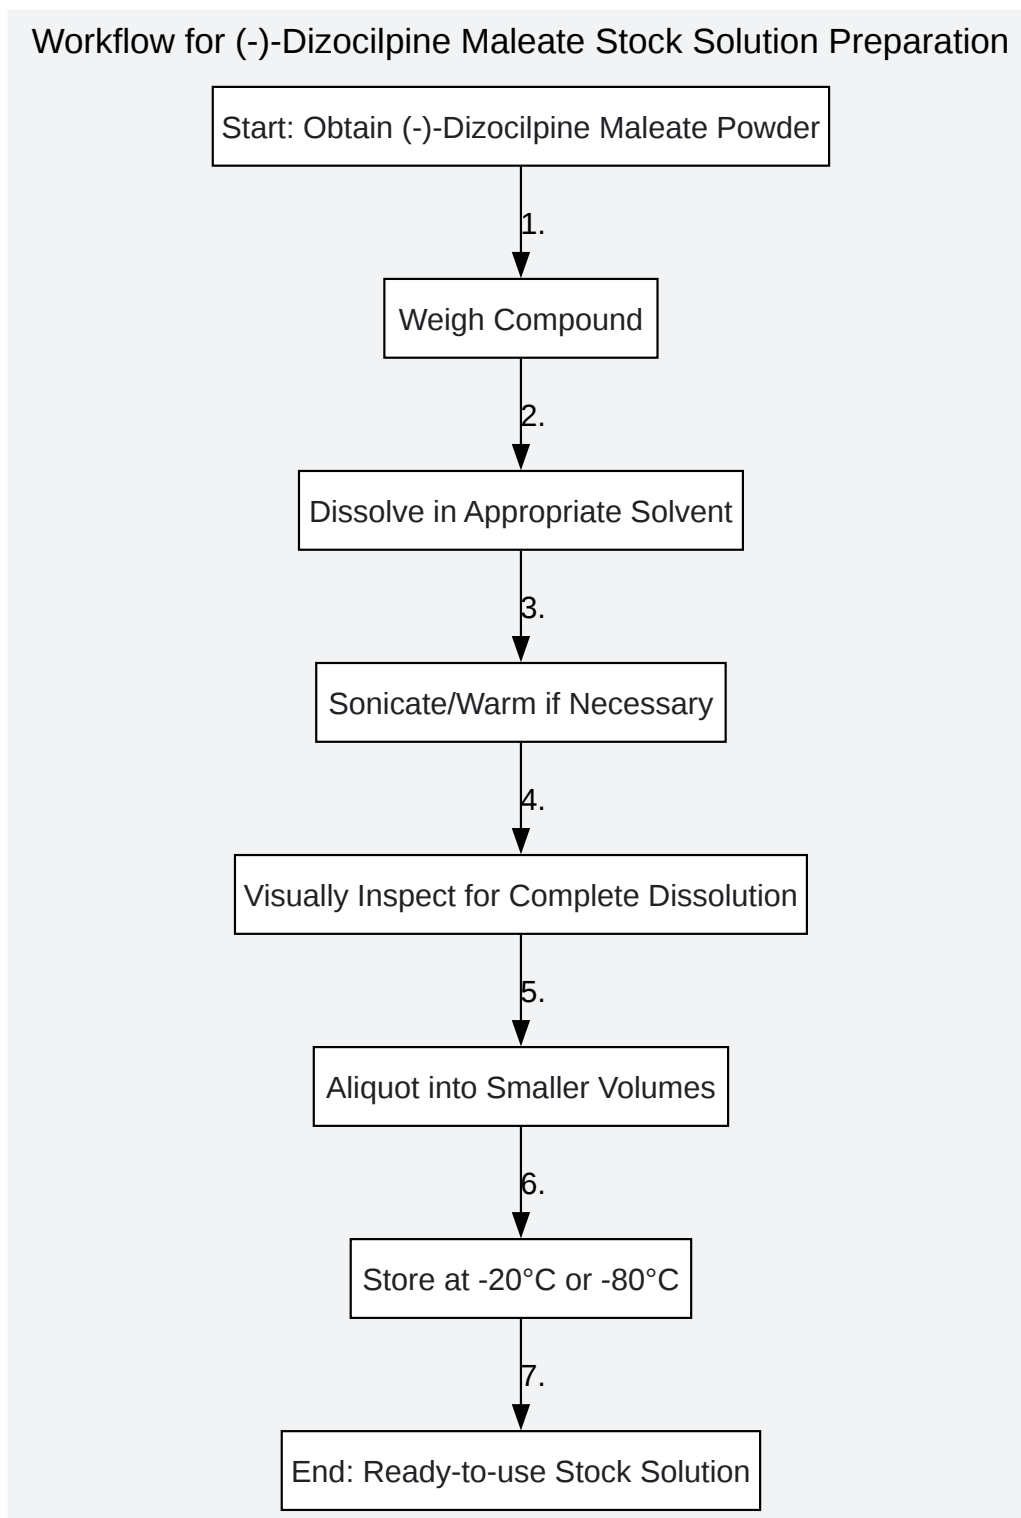 Workflow for (-)-Dizocilpine Maleate Stock Solution Preparation
Start: Obtain (-)-Dizocilpine Maleate Powder
1.
Weigh Compound
2.
Dissolve in Appropriate Solvent
3.
Sonicate/Warm if Necessary
4.
Visually Inspect for Complete Dissolution
5.
Aliquot into Smaller Volumes
6.
Store at -20°C or -80°C
7.
End: Ready-to-use Stock Solution